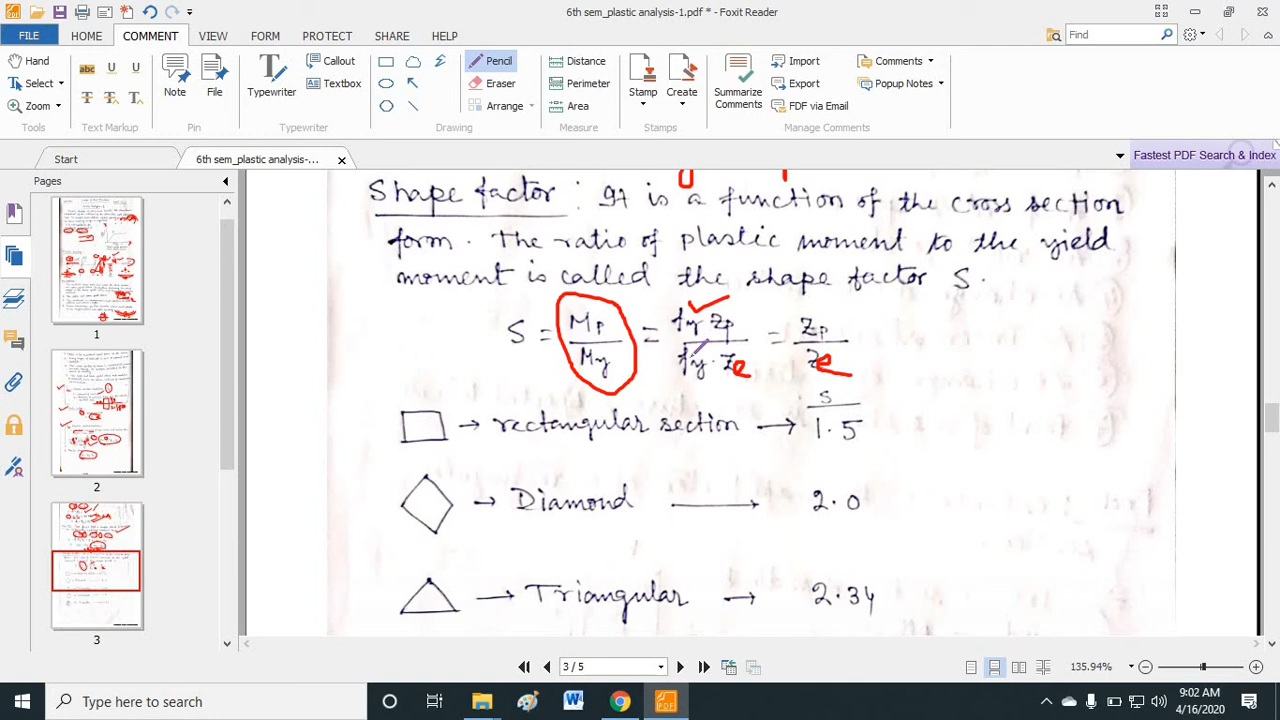 6th sem_plastic analysis-1.pdf * - Foxit Reader
FILE HOME COMMENT VIEW FORM PROTECT SHARE HELP Find
Hand Select Zoom Tools
abc U U T T T Text Markup
Note File Pin
Typewriter Callout Textbox Typewriter
Pencil Eraser Arrange Drawing
Distance Perimeter Area Measure
Stamp Create Stamps
Summarize Comments Import Export FDF via Email Comments Popup Notes Manage Comments
Start 6th sem_plastic analysis-... Fastest PDF Search & Index
Pages
1
2
3
Shape factor : It is a function of the cross section
form. The ratio of plastic moment to the yield
moment is called the shape factor S.
S = Mp/My = fy Zp/fy. Ze = Zp/Ze
S
→ rectangular section → 1.5
→ Diamond → 2.0
→ Triangular → 2.34
3 / 5 135.94%
Type here to search 9:02 AM
4/16/2020